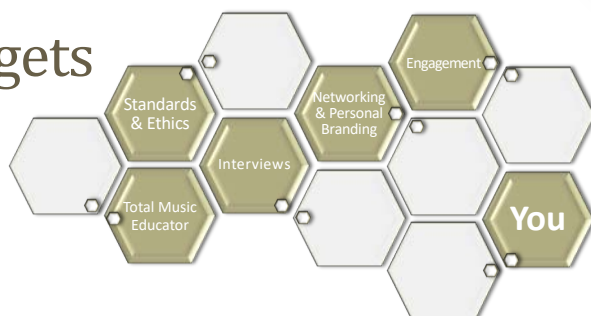 gets
Engagement
Standards
& Ethics
Networking
& Personal
Branding
Interviews
Total Music
Educator
You